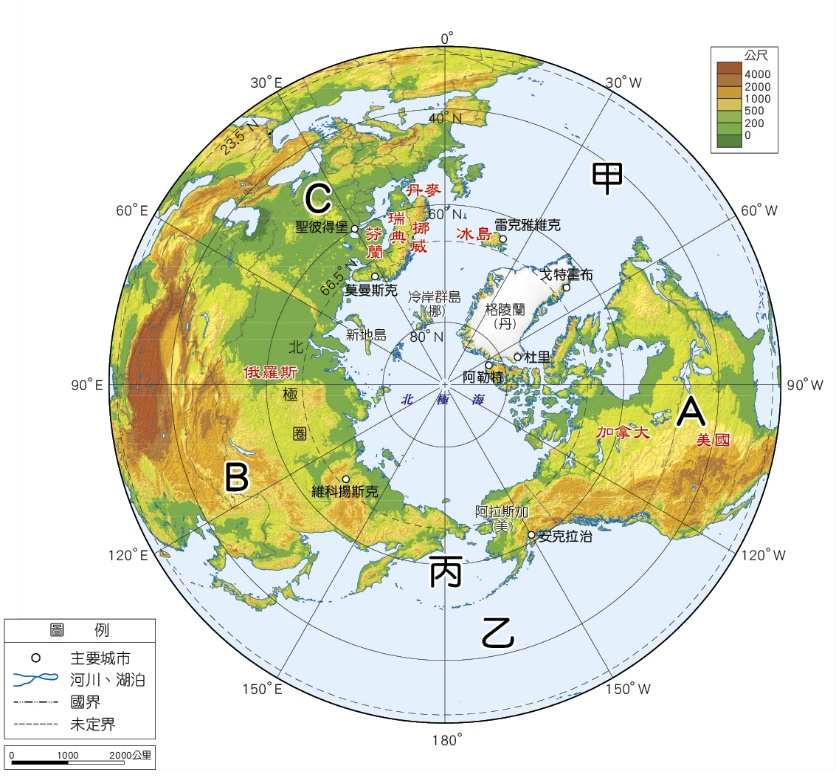 0°
30°E
30°W
公尺
4000
2000
1000
500
200
0
40°N
23.5°N
甲
C
丹麥
60°E
60°N
60°W
瑞典
挪威
冰島
雷克雅維克
聖彼得堡
芬蘭
66.5°N
莫曼斯克
戈特霍布
冷岸群島
(挪)
格陵蘭
(丹)
新地島
80°N
北極圈
杜里
俄羅斯
阿勒特
90°E
90°W
北極海
A
加拿大
美國
B
維科揚斯克
阿拉斯加
(美)
安克拉治
120°E
120°W
丙
乙
圖例
主要城市
河川、湖泊
國界
未定界
150°E
150°W
180°
0 1000 2000公里